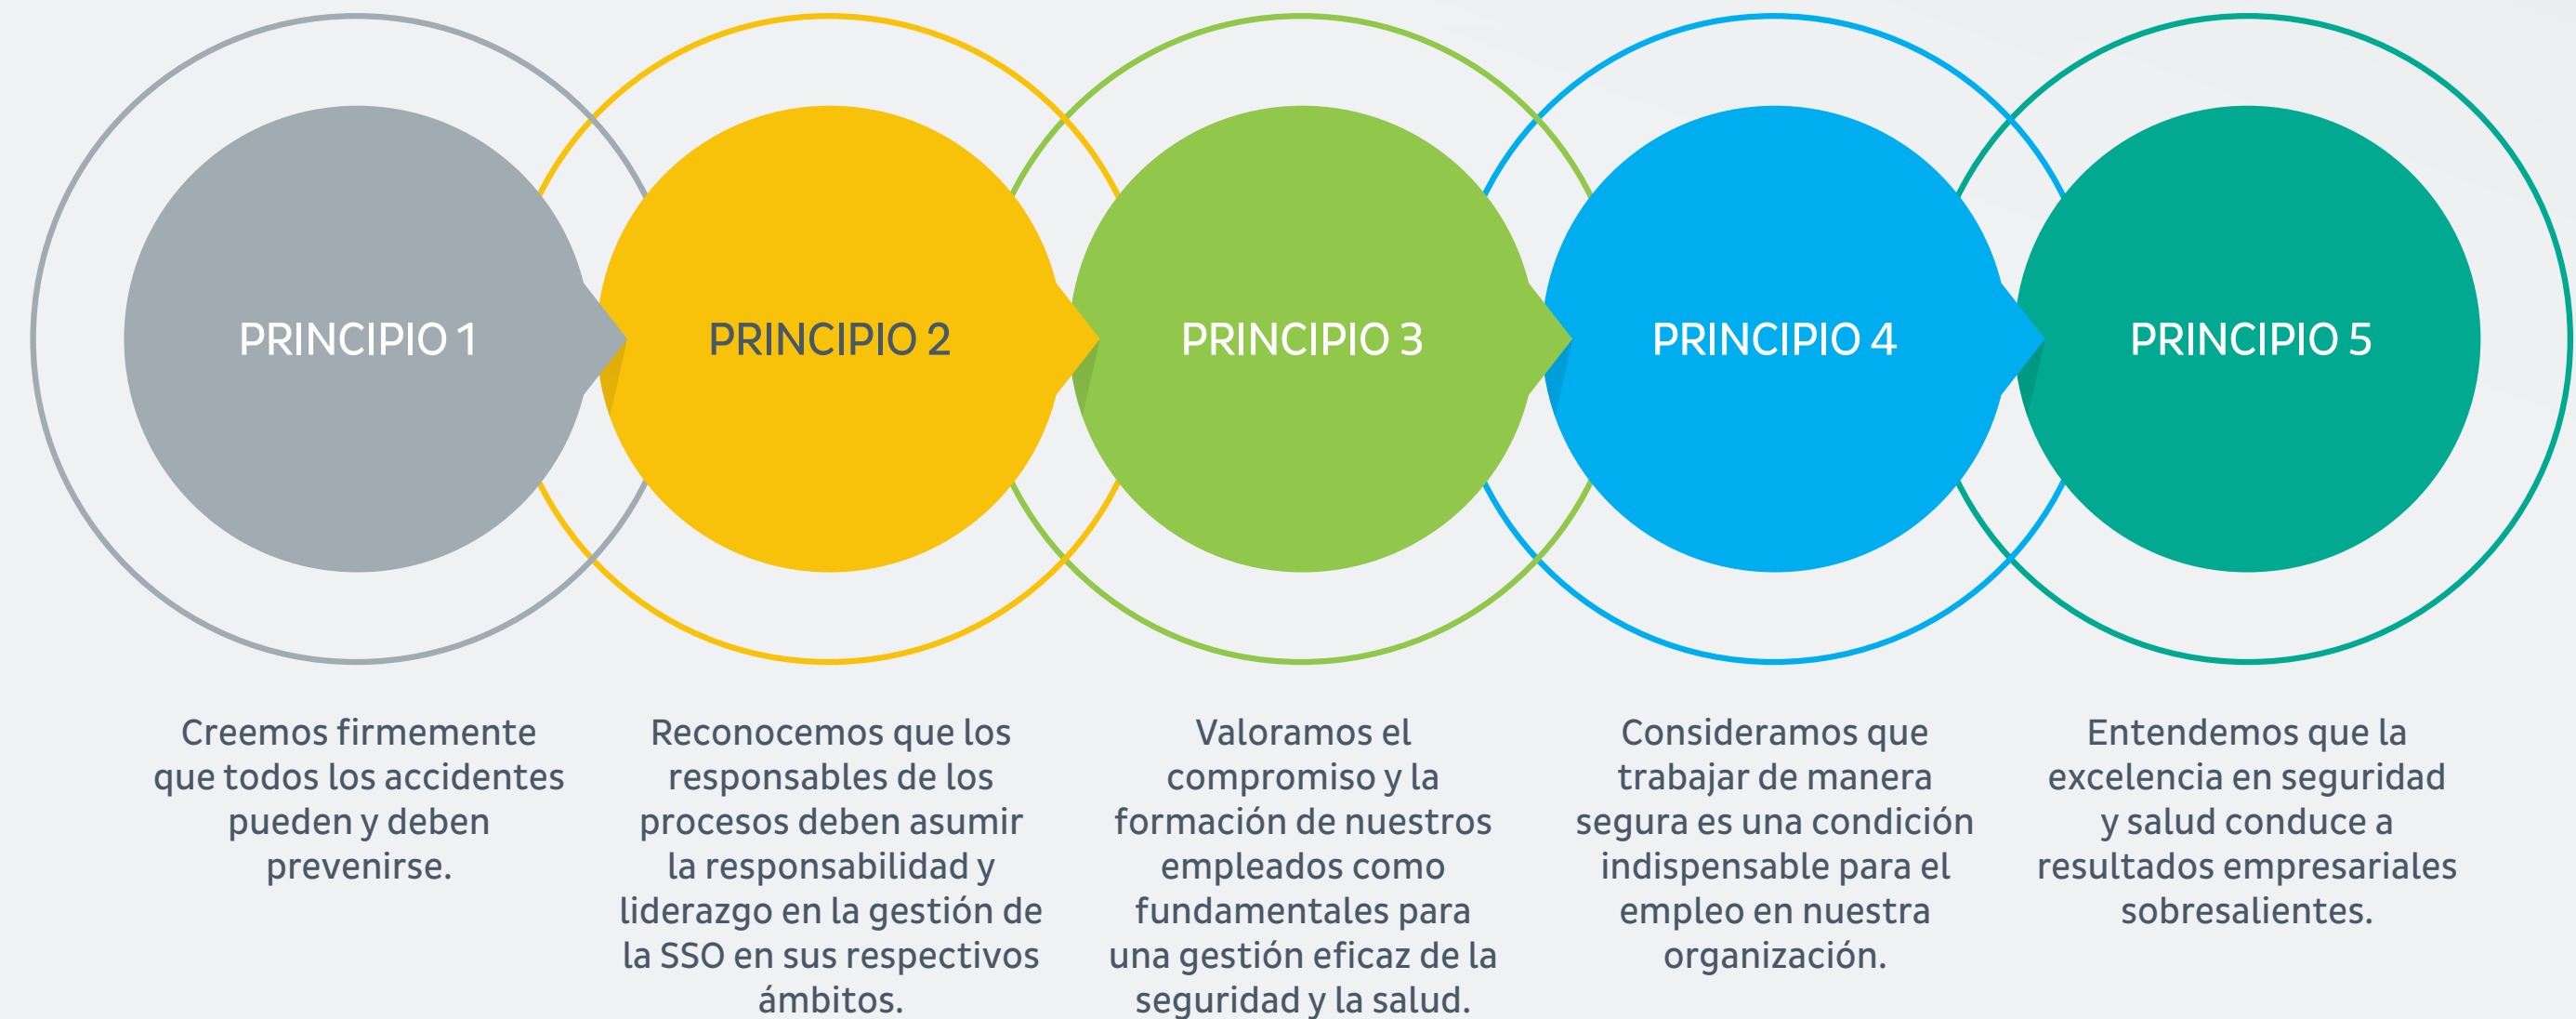 PRINCIPIO 1
PRINCIPIO 2
PRINCIPIO 3
PRINCIPIO 4
PRINCIPIO 5
Creemos firmemente
que todos los accidentes
pueden y deben
prevenirse.
Reconocemos que los
responsables de los
procesos deben asumir
la responsabilidad y
liderazgo en la gestión de
la SSO en sus respectivos
ámbitos.
Valoramos el
compromiso y la
formación de nuestros
empleados como
fundamentales para
una gestión eficaz de la
seguridad y la salud.
Consideramos que
trabajar de manera
segura es una condición
indispensable para el
empleo en nuestra
organización.
Entendemos que la
excelencia en seguridad
y salud conduce a
resultados empresariales
sobresalientes.